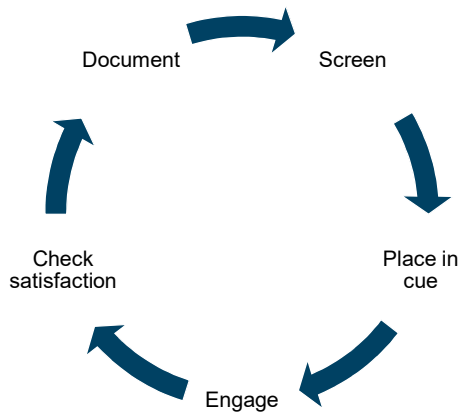 Document
Screen
Place in
cue
Engage
Check
satisfaction